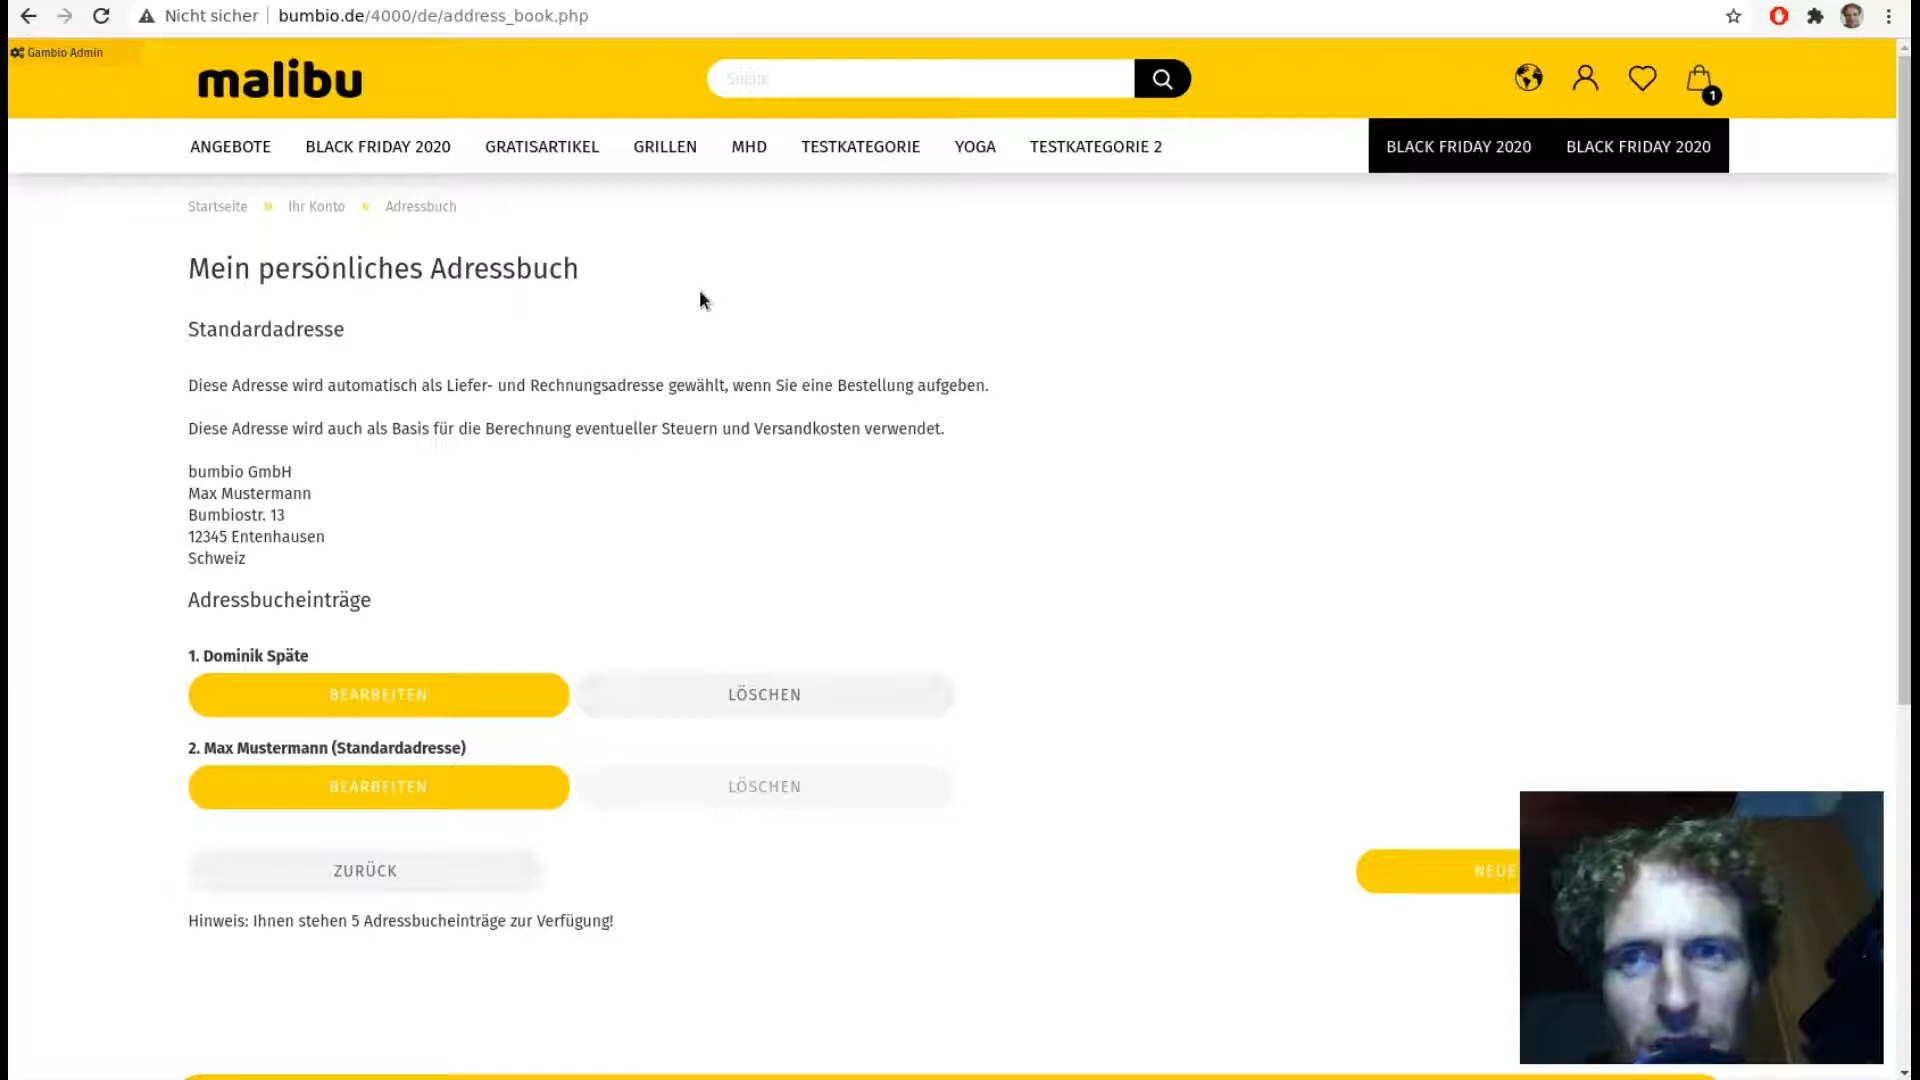 Nicht sicher bumbio.de/4000/de/address_book.php
Gambio Admin
malibu
Suche
1
ANGEBOTE BLACK FRIDAY 2020 GRATISARTIKEL GRILLEN MHD TESTKATEGORIE YOGA TESTKATEGORIE 2 BLACK FRIDAY 2020 BLACK FRIDAY 2020
Startseite » Ihr Konto » Adressbuch
Mein persönliches Adressbuch
Standardadresse
Diese Adresse wird automatisch als Liefer- und Rechnungsadresse gewählt, wenn Sie eine Bestellung aufgeben.
Diese Adresse wird auch als Basis für die Berechnung eventueller Steuern und Versandkosten verwendet.
bumbio GmbH
Max Mustermann
Bumbiostr. 13
12345 Entenhausen
Schweiz
Adressbucheinträge
1. Dominik Späte
BEARBEITEN LÖSCHEN
2. Max Mustermann (Standardadresse)
BEARBEITEN LÖSCHEN
ZURÜCK NEUE
Hinweis: Ihnen stehen 5 Adressbucheinträge zur Verfügung!